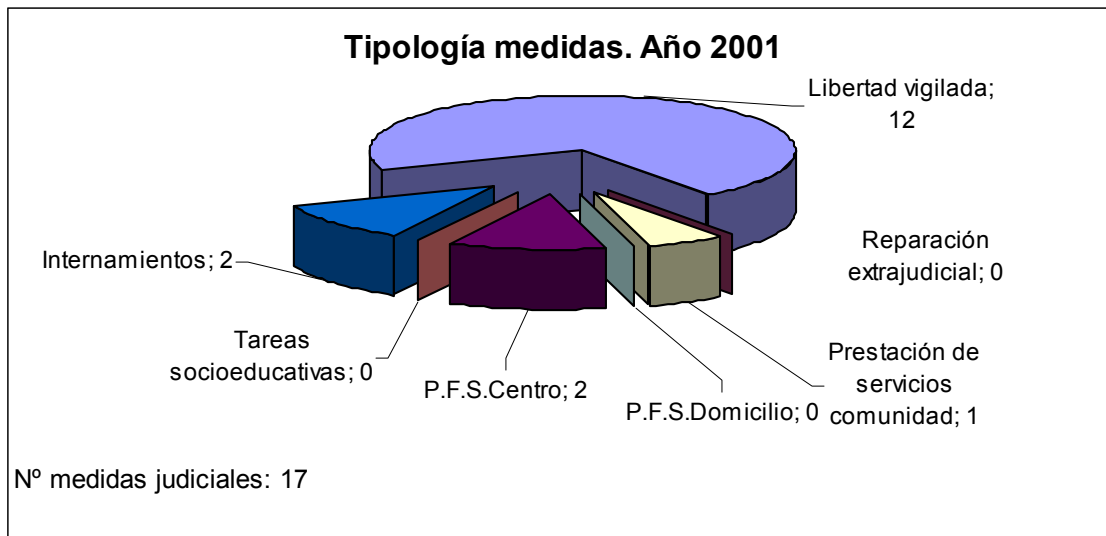 Tipología medidas. Año 2001
Libertad vigilada;
12
Internamientos; 2
Reparación
extrajudicial; 0
Tareas
socioeducativas; 0
P.F.S.Centro; 2
P.F.S.Domicilio; 0
Prestación de
servicios
comunidad; 1
Nº medidas judiciales: 17